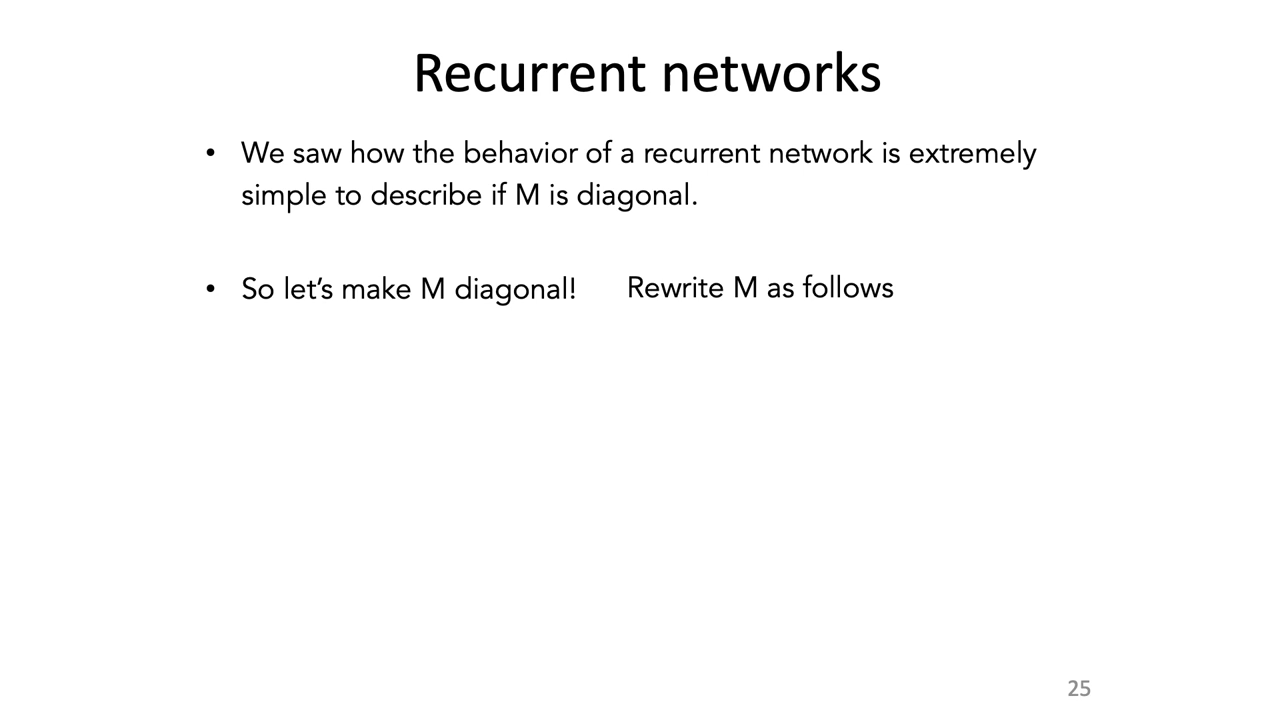 Recurrent networks
• We saw how the behavior of a recurrent network is extremely
simple to describe if M is diagonal.
• So let’s make M diagonal! Rewrite M as follows
25